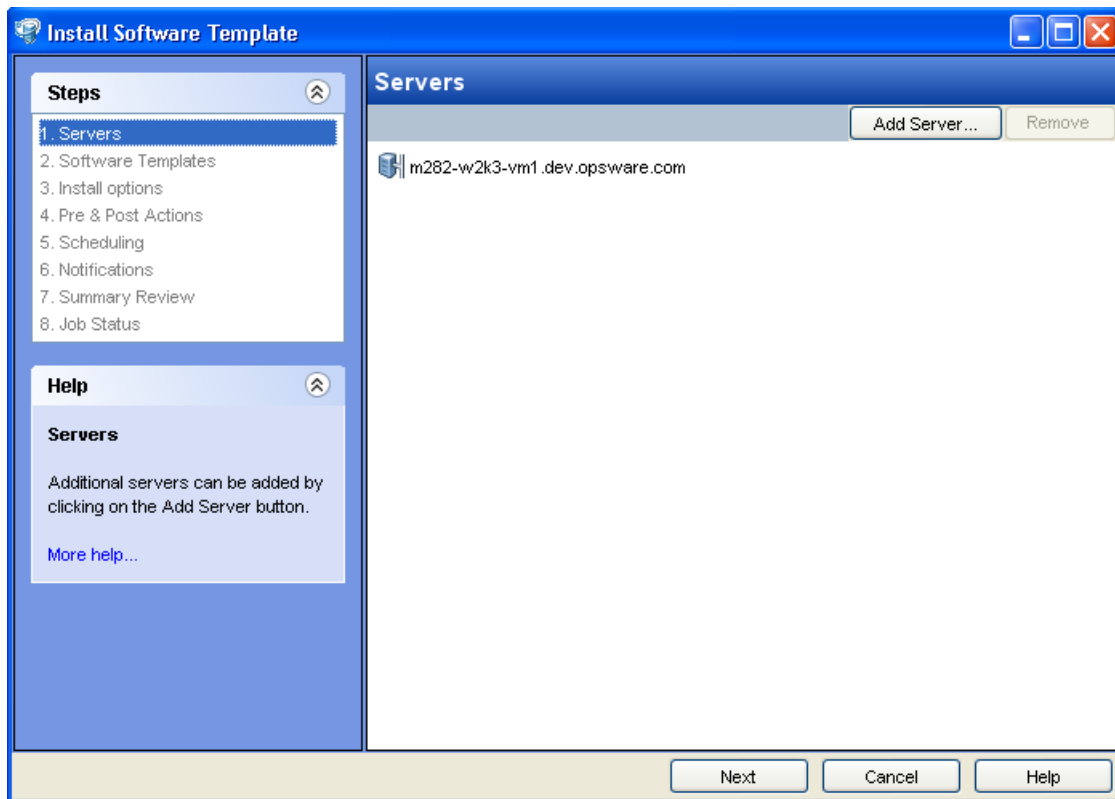 Install Software Template
Steps
1. Servers
2. Software Templates
3. Install options
4. Pre & Post Actions
5. Scheduling
6. Notifications
7. Summary Review
8. Job Status
Help
Servers
Additional servers can be added by
clicking on the Add Server button.
More help...
Servers
Add Server...
Remove
m282-w2k3-vm1.dev.opsware.com
Next
Cancel
Help